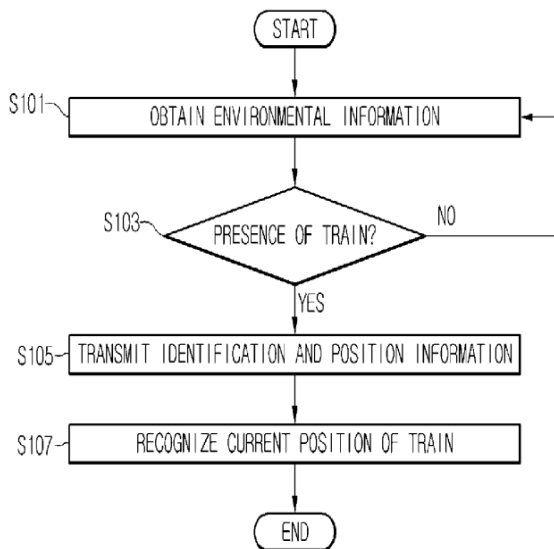 START
S101
OBTAIN ENVIRONMENTAL INFORMATION
S103
PRESENCE OF TRAIN?
NO
YES
S105
TRANSMIT IDENTIFICATION AND POSITION INFORMATION
S107
RECOGNIZE CURRENT POSITION OF TRAIN
END